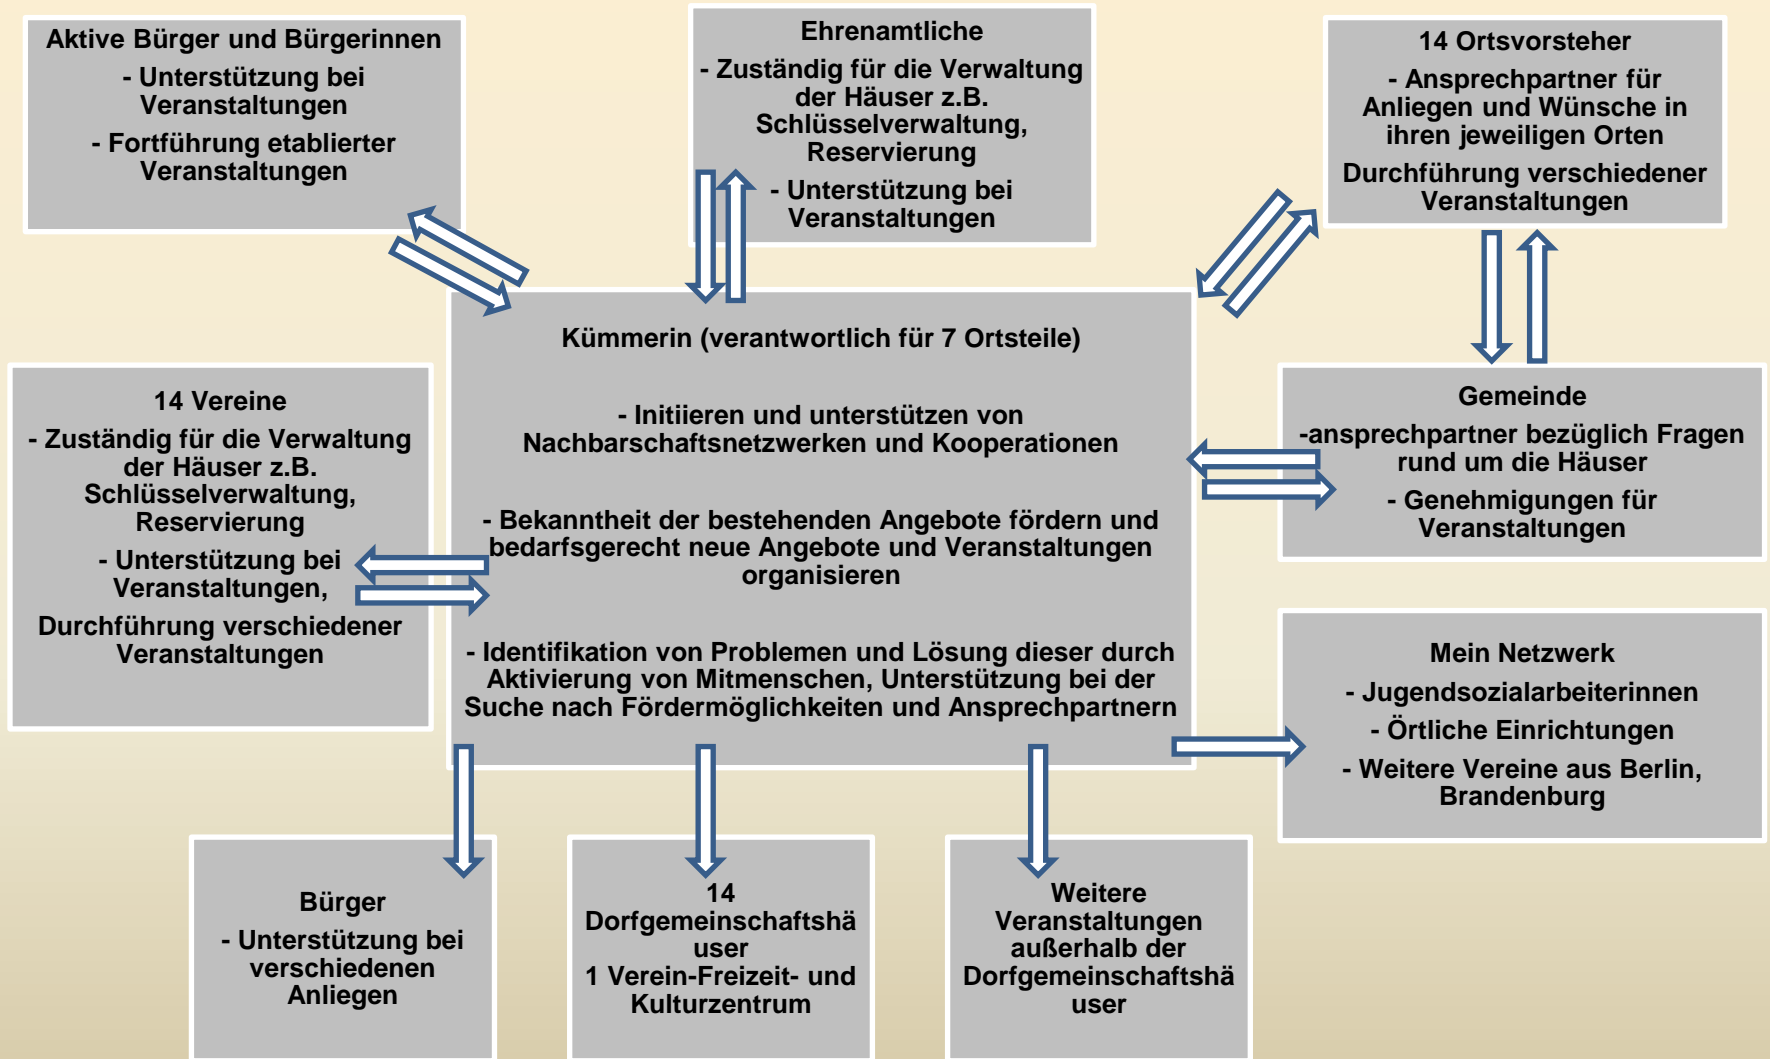 Aktive Bürger und Bürgerinnen
- Unterstützung bei
Veranstaltungen
- Fortführung etablierter
Veranstaltungen
Ehrenamtliche
- Zuständig für die Verwaltung
der Häuser z.B.
Schlüsselverwaltung,
Reservierung
- Unterstützung bei
Veranstaltungen
14 Ortsvorsteher
- Ansprechpartner für
Anliegen und Wünsche in
ihren jeweiligen Orten
Durchführung verschiedener
Veranstaltungen
14 Vereine
- Zuständig für die Verwaltung
der Häuser z.B.
Schlüsselverwaltung,
Reservierung
- Unterstützung bei
Veranstaltungen,
Durchführung verschiedener
Veranstaltungen
Kümmerin (verantwortlich für 7 Ortsteile)
- Initiieren und unterstützen von
Nachbarschaftsnetzwerken und Kooperationen
- Bekanntheit der bestehenden Angebote fördern und
bedarfsgerecht neue Angebote und Veranstaltungen
organisieren
- Identifikation von Problemen und Lösung dieser durch
Aktivierung von Mitmenschen, Unterstützung bei der
Suche nach Fördermöglichkeiten und Ansprechpartnern
Gemeinde
-ansprechpartner bezüglich Fragen
rund um die Häuser
- Genehmigungen für
Veranstaltungen
Mein Netzwerk
- Jugendsozialarbeiterinnen
- Örtliche Einrichtungen
- Weitere Vereine aus Berlin,
Brandenburg
Bürger
- Unterstützung bei
verschiedenen
Anliegen
14
Dorfgemeinschaftshä
user
1 Verein-Freizeit- und
Kulturzentrum
Weitere
Veranstaltungen
außerhalb der
Dorfgemeinschaftshä
user